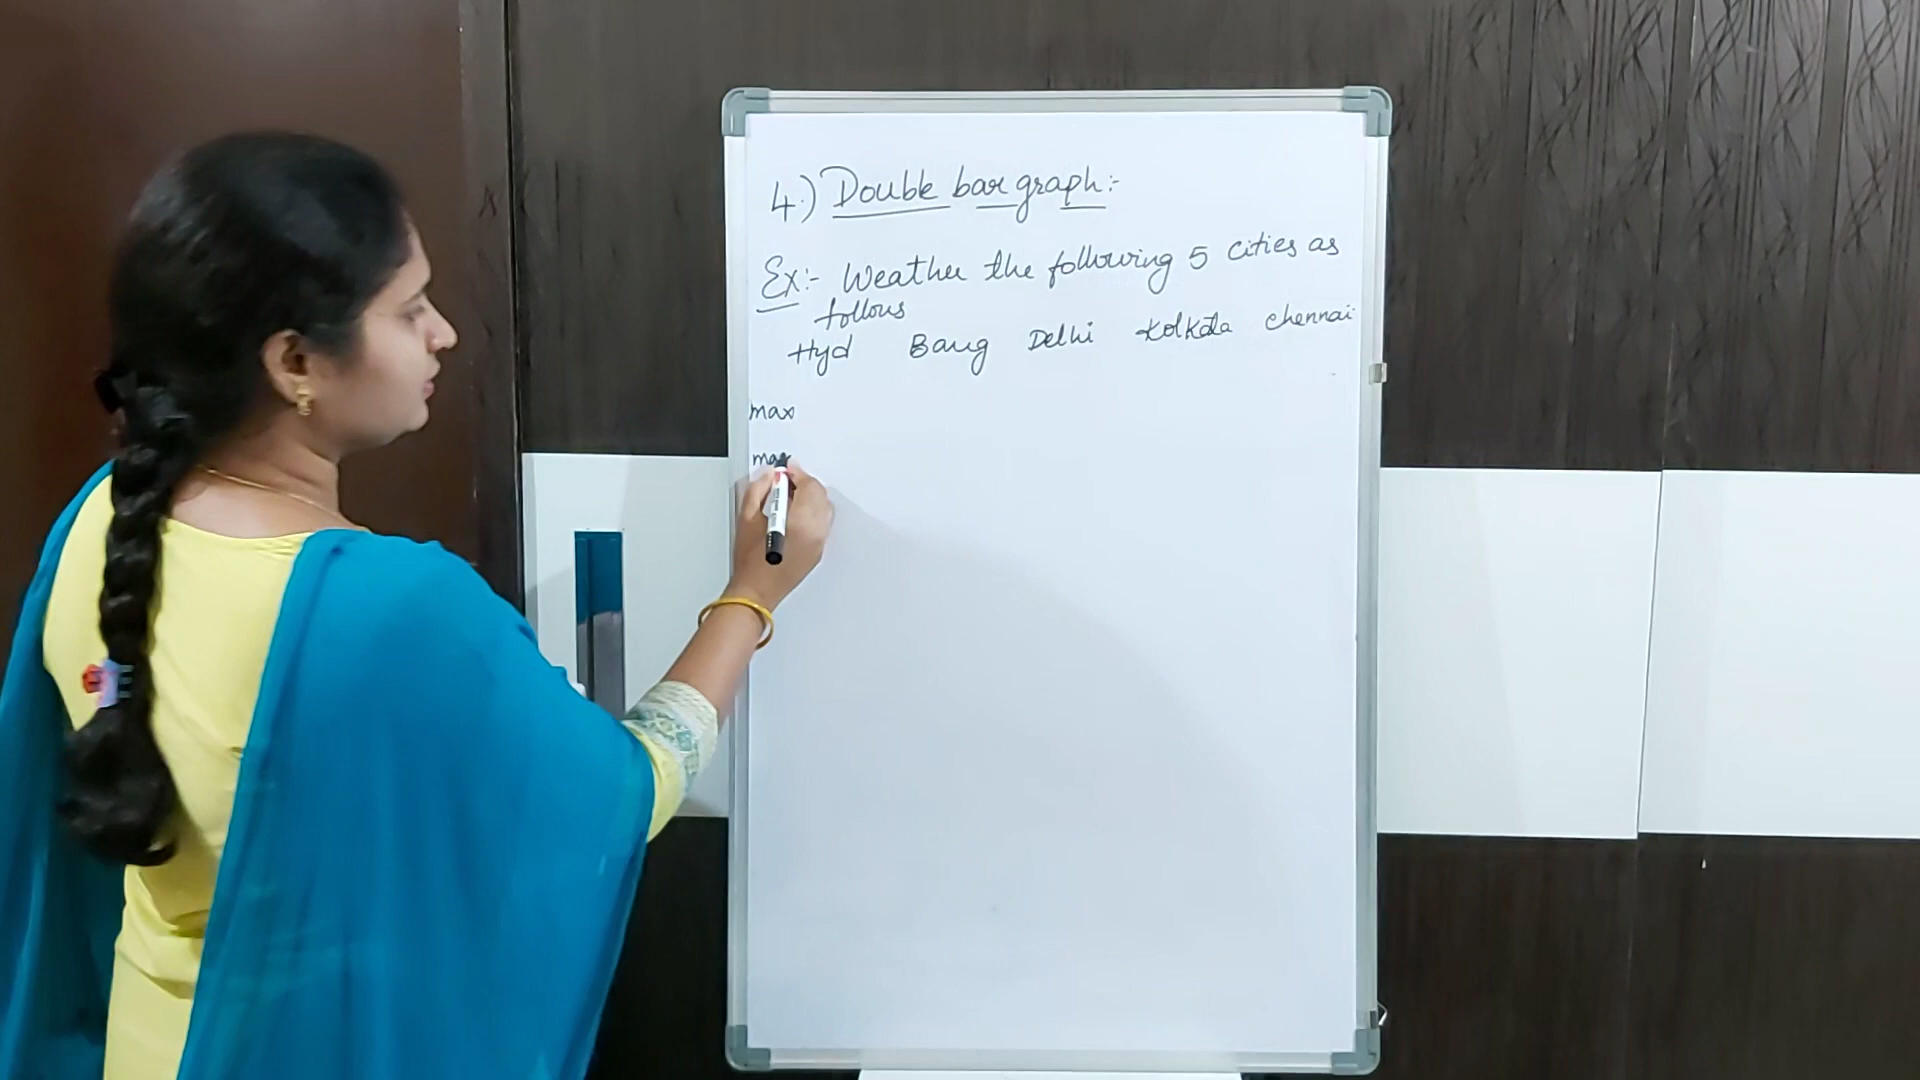 4.) Double bar graph:-
Ex:- Weather the following 5 cities as
follows
Hyd Bang Delhi Kolkata chennai
max
max